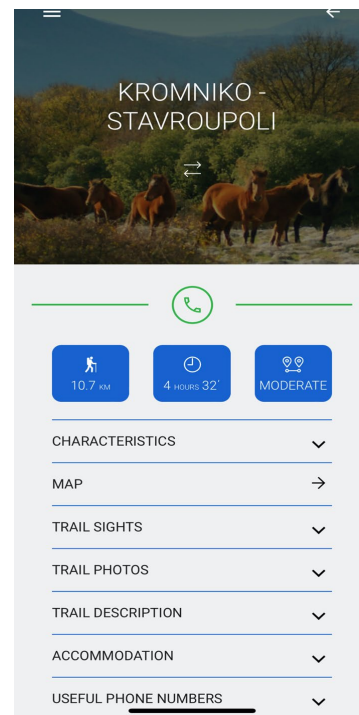 KROMNIKO -
STAVROUPOLI
10.7 KM
4 HOURS 32'
MODERATE
CHARACTERISTICS
MAP
TRAIL SIGHTS
TRAIL PHOTOS
TRAIL DESCRIPTION
ACCOMMODATION
USEFUL PHONE NUMBERS